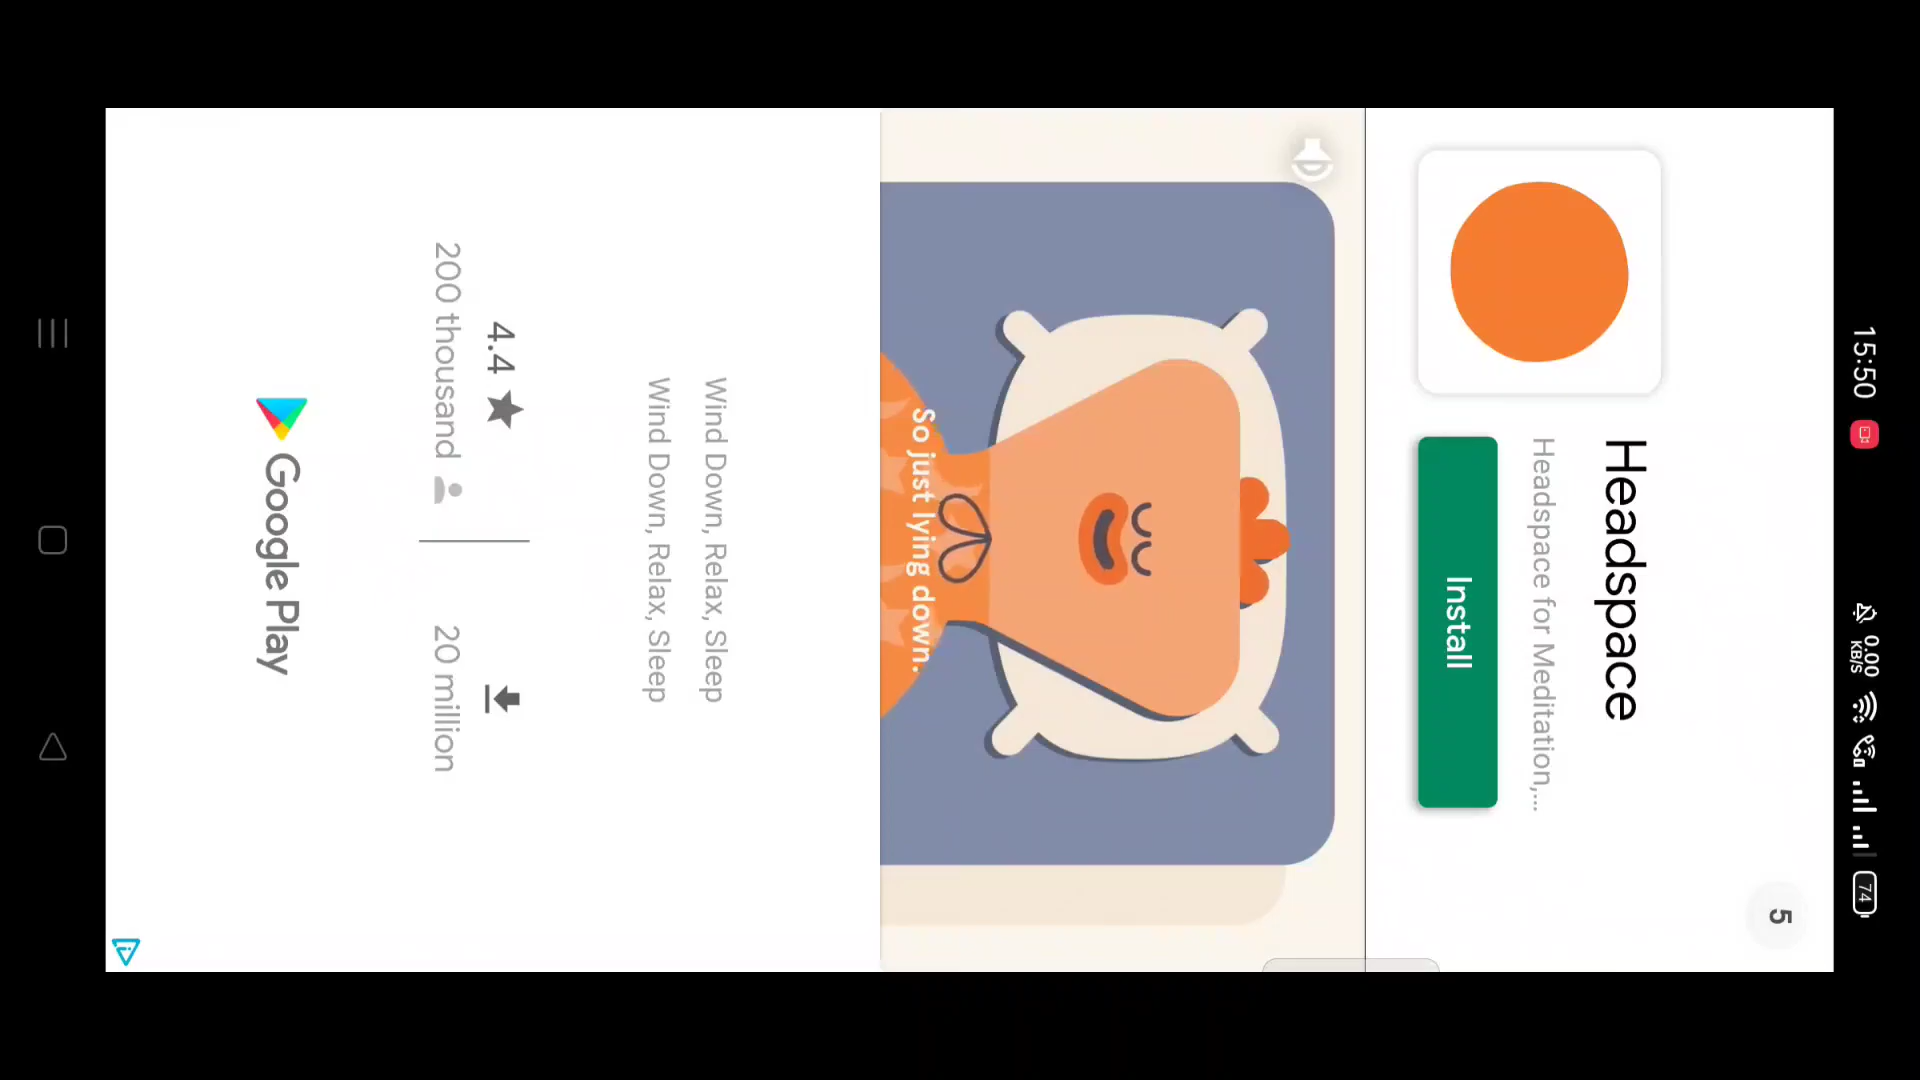 15:50
0.00
KB/S
74
5
Headspace
Headspace for Meditation,...
Install
So just lying down.
Wind Down, Relax, Sleep
Wind Down, Relax, Sleep
4.4
200 thousand
20 million
Google Play